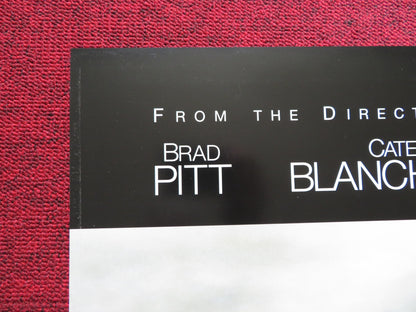 FROM THE DIRECT
BRAD CATE
PITT BLANCH